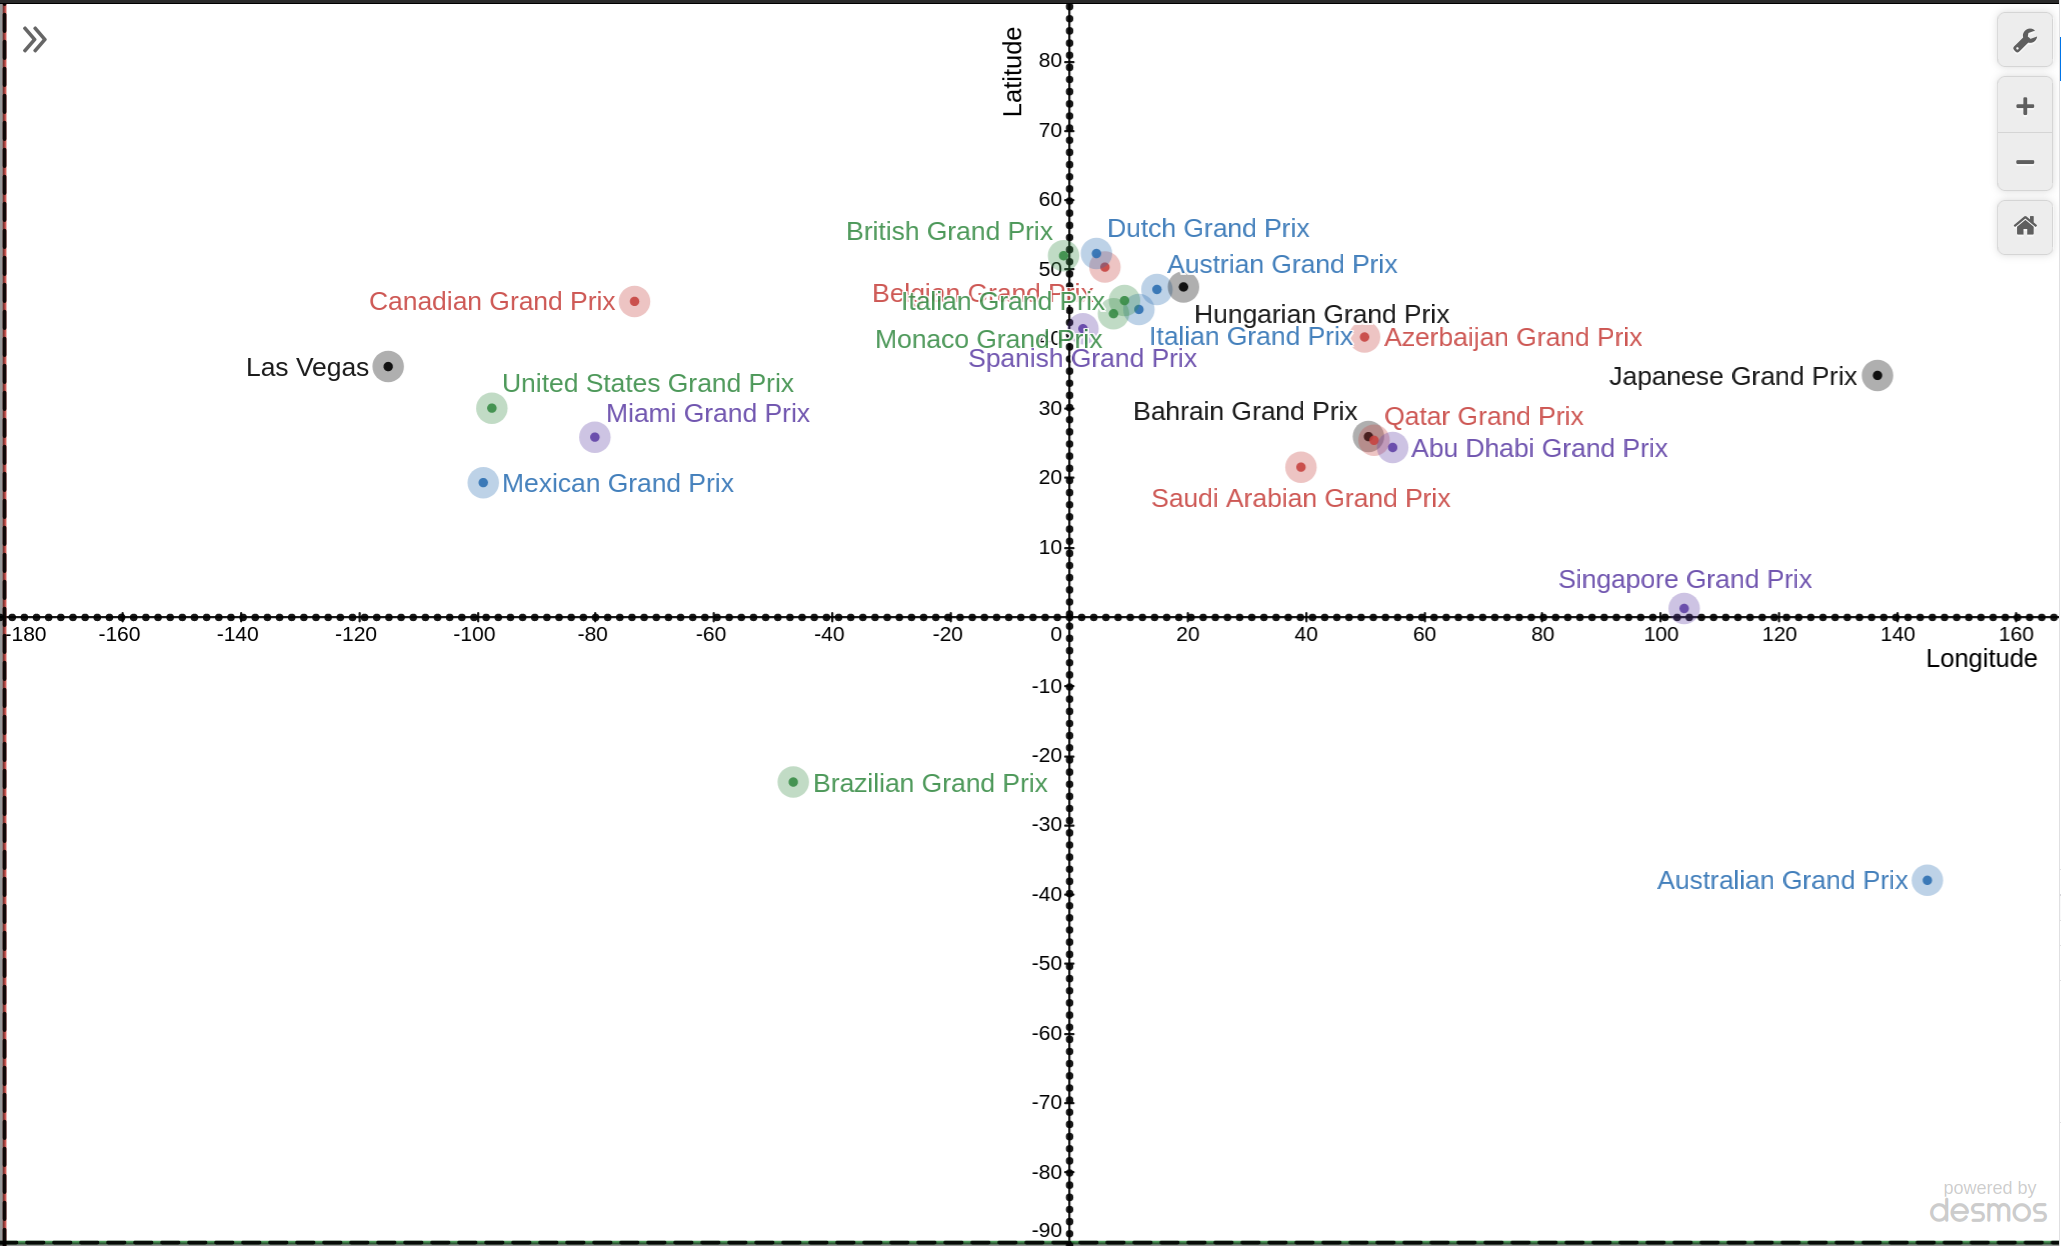 Latitude
80
70
60
British Grand Prix
Dutch Grand Prix
50
Austrian Grand Prix
Belgian Grand Prix
Canadian Grand Prix
Italian Grand Prix
Hungarian Grand Prix
Monaco Grand Prix
40
Italian Grand Prix
Azerbaijan Grand Prix
Spanish Grand Prix
Las Vegas
Japanese Grand Prix
United States Grand Prix
30
Miami Grand Prix
Bahrain Grand Prix
Qatar Grand Prix
Abu Dhabi Grand Prix
20
Mexican Grand Prix
Saudi Arabian Grand Prix
10
Singapore Grand Prix
-180 -160 -140 -120 -100 -80 -60 -40 -20 0 20 40 60 80 100 120 140 160
Longitude
-10
-20
Brazilian Grand Prix
-30
Australian Grand Prix
-40
-50
-60
-70
-80
powered by
desmos
-90